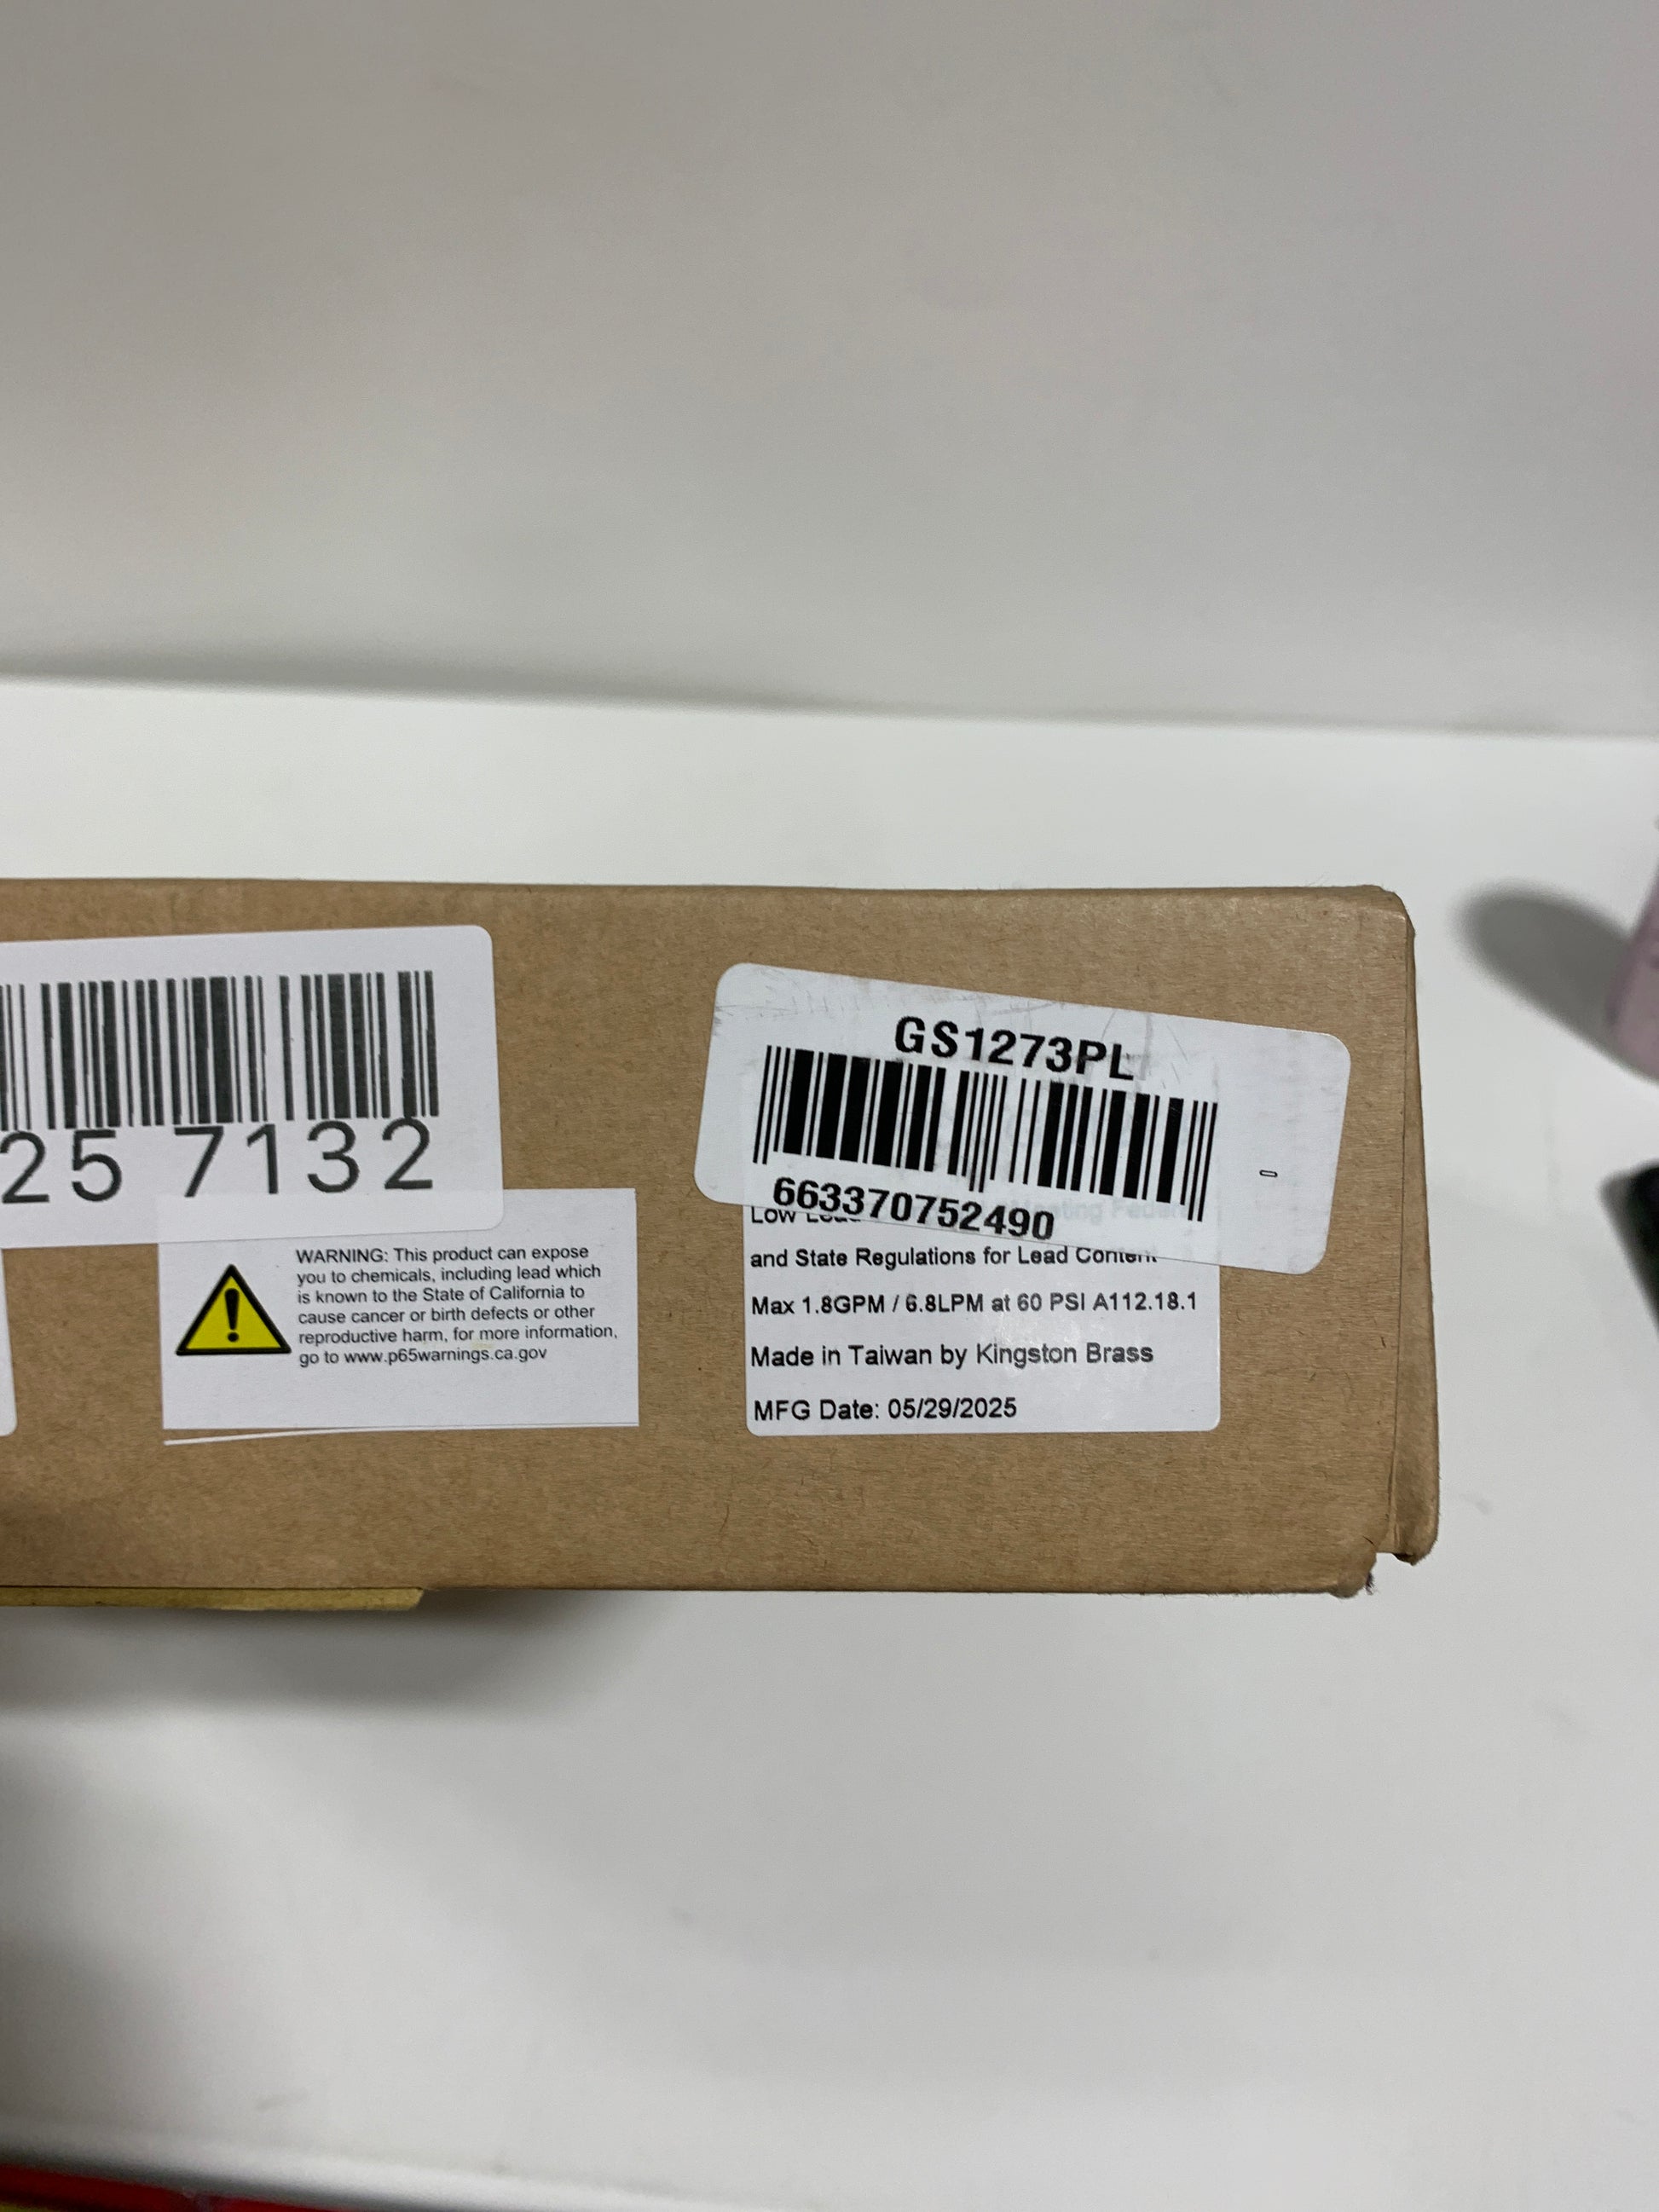 25 7132
WARNING: This product can expose
you to chemicals, including lead which
is known to the State of California to
cause cancer or birth defects or other
reproductive harm, for more information,
go to www.p65warnings.ca.gov
GS1273PL
663370752490
Low
and State Regulations for Lead Content
Max 1.8GPM / 6.8LPM at 60 PSI A112.18.1
Made in Taiwan by Kingston Brass
MFG Date: 05/29/2025